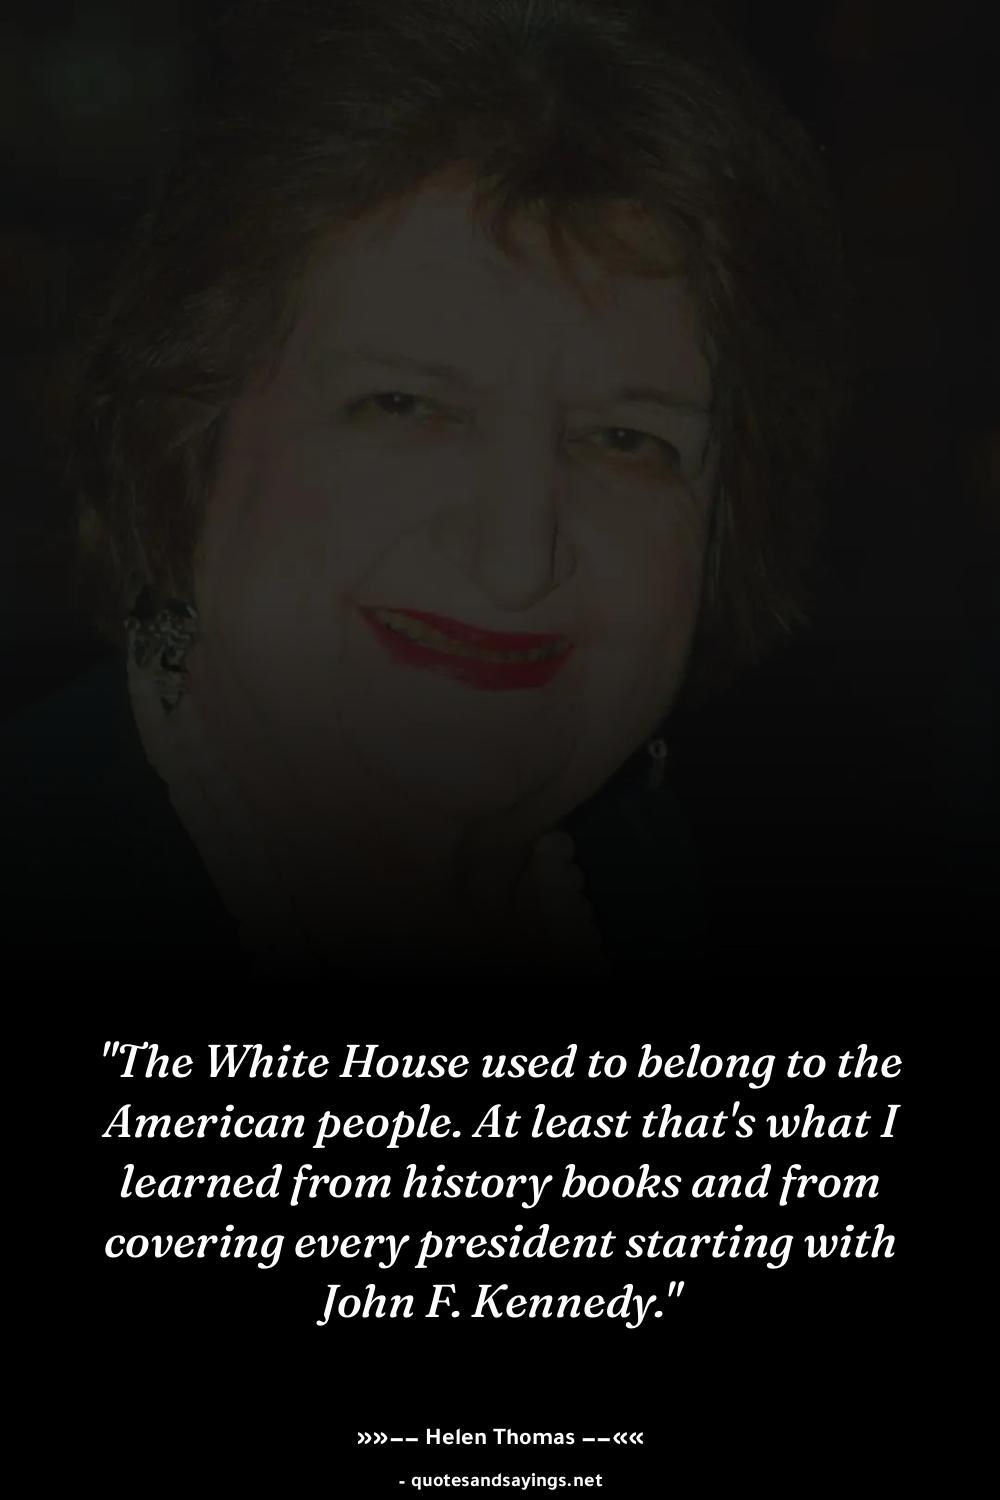 "The White House used to belong to the
American people. At least that's what I
learned from history books and from
covering every president starting with
John F. Kennedy."
»»−− Helen Thomas −−««
- quotesandsayings.net